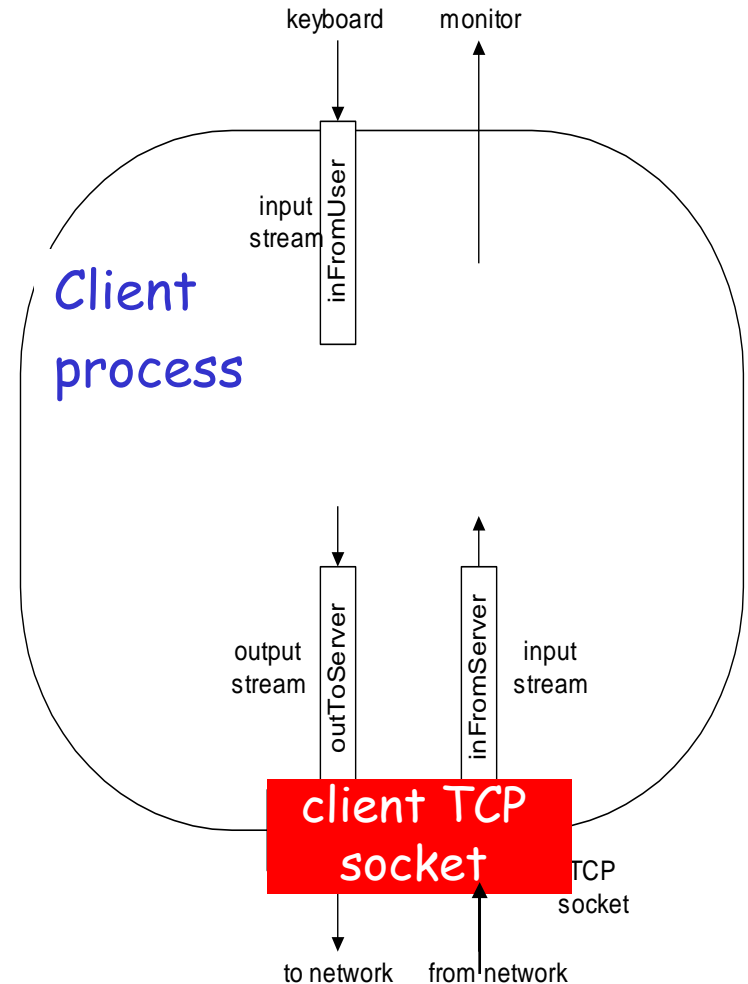 keyboard
monitor
input
stream
inFromUser
Client
process
output
stream
outToServer
inFromServer
input
stream
client TCP
socket
TCP
socket
to network
from network